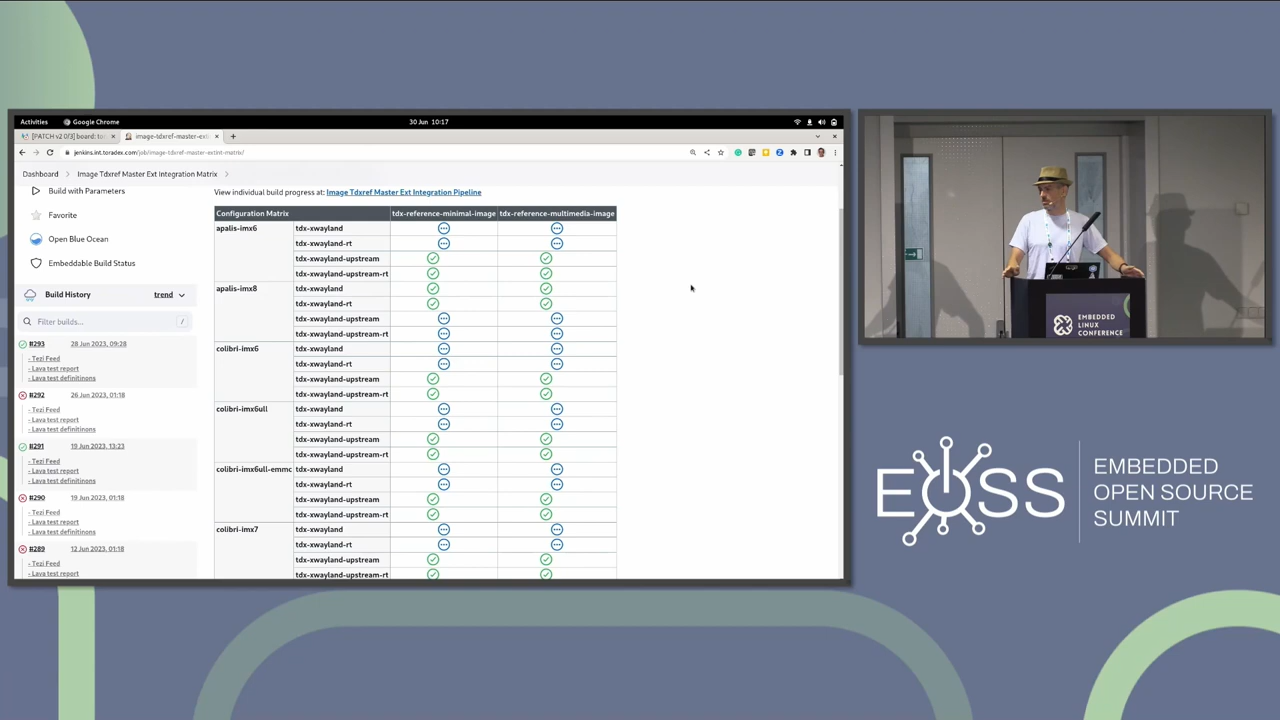 Activities
Google Chrome
30 Jun 10:17
[PATCH v2 0/3] board: to
image-tdxref-master-ext
jenkins.int.toradex.com/job/image-tdxref-master-extint-matrix/
Dashboard
Image Tdxref Master Ext Integration Matrix
Build with Parameters
Favorite
Open Blue Ocean
Embeddable Build Status
Build History
trend
Filter builds...
/
#293
28 Jun 2023, 09:28
- Tezi Feed
- Lava test report
- Lava test definitinons
#292
26 Jun 2023, 01:18
- Tezi Feed
- Lava test report
- Lava test definitinons
#291
19 Jun 2023, 13:23
- Tezi Feed
- Lava test report
- Lava test definitinons
#290
19 Jun 2023, 01:18
- Tezi Feed
- Lava test report
- Lava test definitinons
#289
12 Jun 2023, 01:18
- Tezi Feed
- Lava test report
- Lava test definitinons
View individual build progress at: Image Tdxref Master Ext Integration Pipeline
Configuration Matrix tdx-reference-minimal-image tdx-reference-multimedia-image
apalis-imx6 tdx-xwayland
tdx-xwayland-rt
tdx-xwayland-upstream
tdx-xwayland-upstream-rt
apalis-imx8 tdx-xwayland
tdx-xwayland-rt
tdx-xwayland-upstream
tdx-xwayland-upstream-rt
colibri-imx6 tdx-xwayland
tdx-xwayland-rt
tdx-xwayland-upstream
tdx-xwayland-upstream-rt
colibri-imx6ull tdx-xwayland
tdx-xwayland-rt
tdx-xwayland-upstream
tdx-xwayland-upstream-rt
colibri-imx6ull-emmc tdx-xwayland
tdx-xwayland-rt
tdx-xwayland-upstream
tdx-xwayland-upstream-rt
colibri-imx7 tdx-xwayland
tdx-xwayland-rt
tdx-xwayland-upstream
tdx-xwayland-upstream-rt
EMBEDDED
LINUX
CONFERENCE
EOSS
EMBEDDED
OPEN SOURCE
SUMMIT